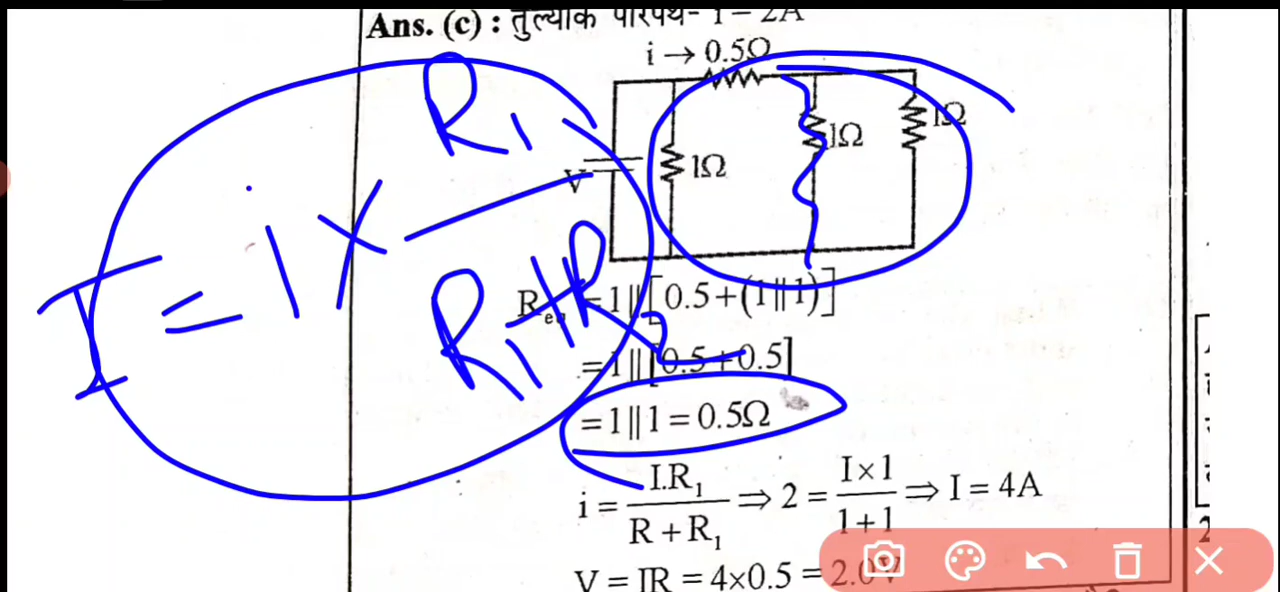 Ans. (c) : तुल्यांक परिपथ– i = 2A
i → 0.5Ω
V
1Ω
1Ω
1Ω
R₁
I = i ×
R₁+R₂
R = 1||[0.5+(1||1)]
=1||[0.5+0.5]
=1||1=0.5Ω
i = I.R₁ / R+R₁ ⇒ 2 = I×1 / 1+1 ⇒ I = 4A
V = IR = 4×0.5 = 2.0V
2